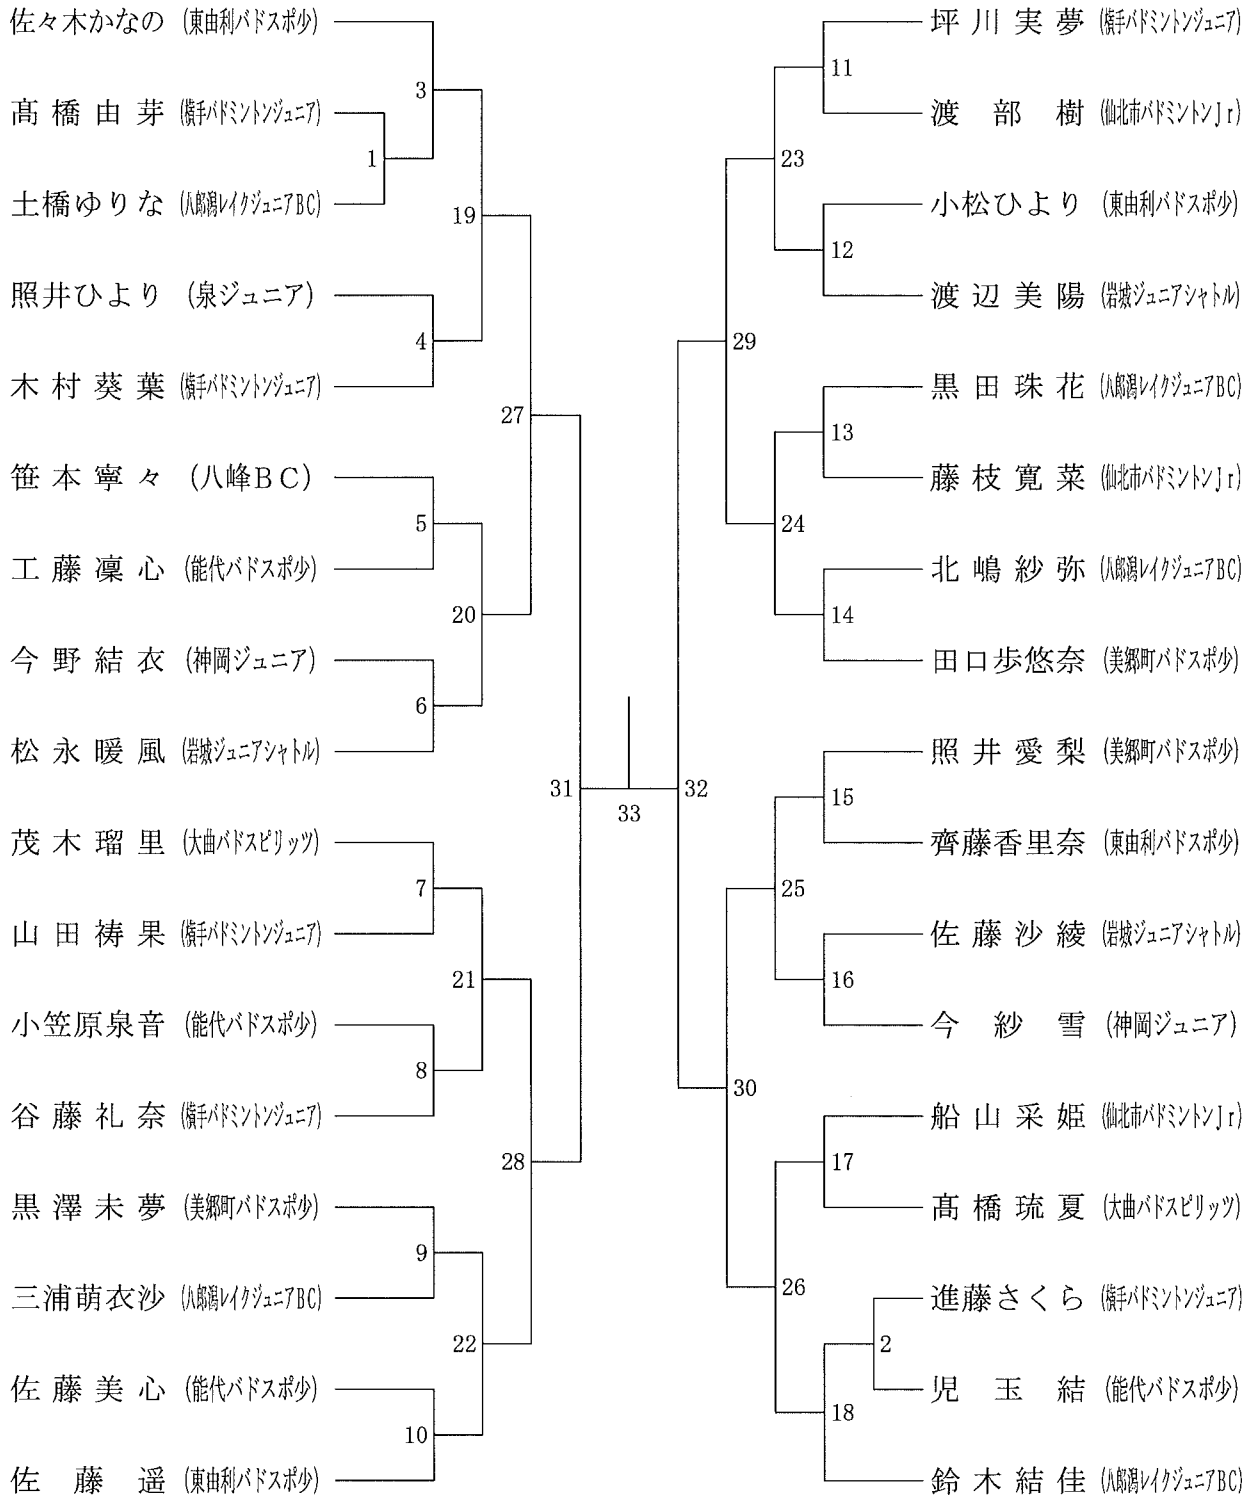 佐々木かなの (東由利バドスポ少)
3
髙橋由芽 (横手バドミントンジュニア)
1
土橋ゆりな (八郎潟レイクジュニアBC)
19
照井ひより (泉ジュニア)
4
木村葵葉 (横手バドミントンジュニア)
27
笹本寧々 (八峰BC)
5
工藤凜心 (能代バドスポ少)
20
今野結衣 (神岡ジュニア)
6
松永暖風 (岩城ジュニアシャトル)
31
茂木瑠里 (大曲バドスピリッツ)
7
山田祷果 (横手バドミントンジュニア)
21
小笠原泉音 (能代バドスポ少)
8
谷藤礼奈 (横手バドミントンジュニア)
28
黒澤未夢 (美郷町バドスポ少)
9
三浦萌衣沙 (八郎潟レイクジュニアBC)
22
佐藤美心 (能代バドスポ少)
10
佐藤遥 (東由利バドスポ少)
33
坪川実夢 (横手バドミントンジュニア)
11
渡部樹 (仙北市バドミントンJr)
23
小松ひより (東由利バドスポ少)
12
渡辺美陽 (岩城ジュニアシャトル)
29
黒田珠花 (八郎潟レイクジュニアBC)
13
藤枝寛菜 (仙北市バドミントンJr)
24
北嶋紗弥 (八郎潟レイクジュニアBC)
14
田口歩悠奈 (美郷町バドスポ少)
32
照井愛梨 (美郷町バドスポ少)
15
齊藤香里奈 (東由利バドスポ少)
25
佐藤沙綾 (岩城ジュニアシャトル)
16
今紗雪 (神岡ジュニア)
30
船山采姫 (仙北市バドミントンJr)
17
髙橋琉夏 (大曲バドスピリッツ)
26
進藤さくら (横手バドミントンジュニア)
2
児玉結 (能代バドスポ少)
18
鈴木結佳 (八郎潟レイクジュニアBC)